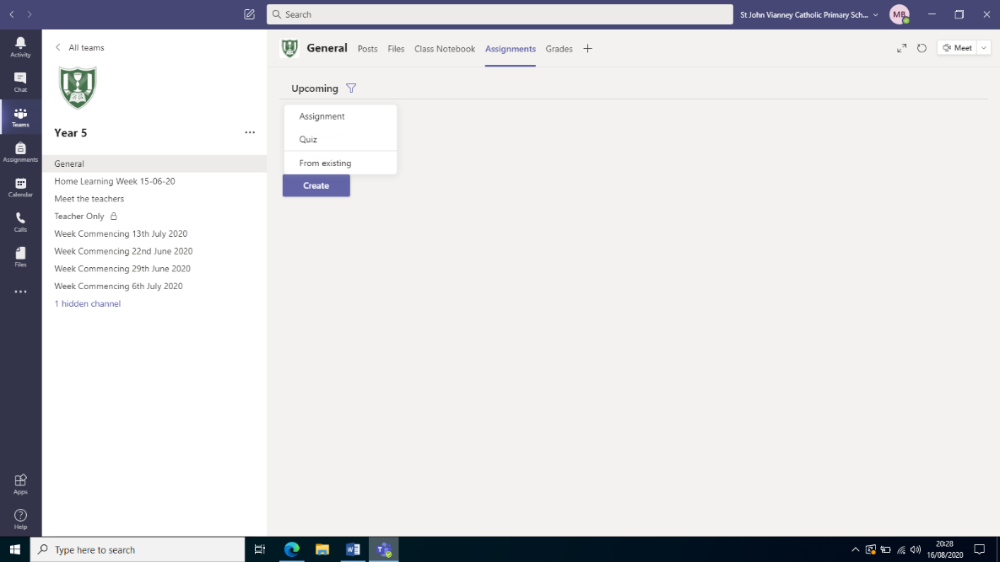 Search
St John Vianney Catholic Primary Sch...
MB
Activity
Chat
Teams
Assignments
Calendar
Calls
Files
Apps
Help
All teams
Year 5
General
Home Learning Week 15-06-20
Meet the teachers
Teacher Only
Week Commencing 13th July 2020
Week Commencing 22nd June 2020
Week Commencing 29th June 2020
Week Commencing 6th July 2020
1 hidden channel
General Posts Files Class Notebook Assignments Grades
Meet
Upcoming
Assignment
Quiz
From existing
Create
Type here to search
20:28
16/08/2020